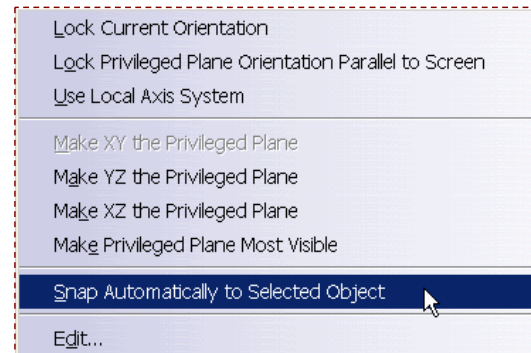 Lock Current Orientation
Lock Privileged Plane Orientation Parallel to Screen
Use Local Axis System
Make XY the Privileged Plane
Make YZ the Privileged Plane
Make XZ the Privileged Plane
Make Privileged Plane Most Visible
Snap Automatically to Selected Object
Edit...